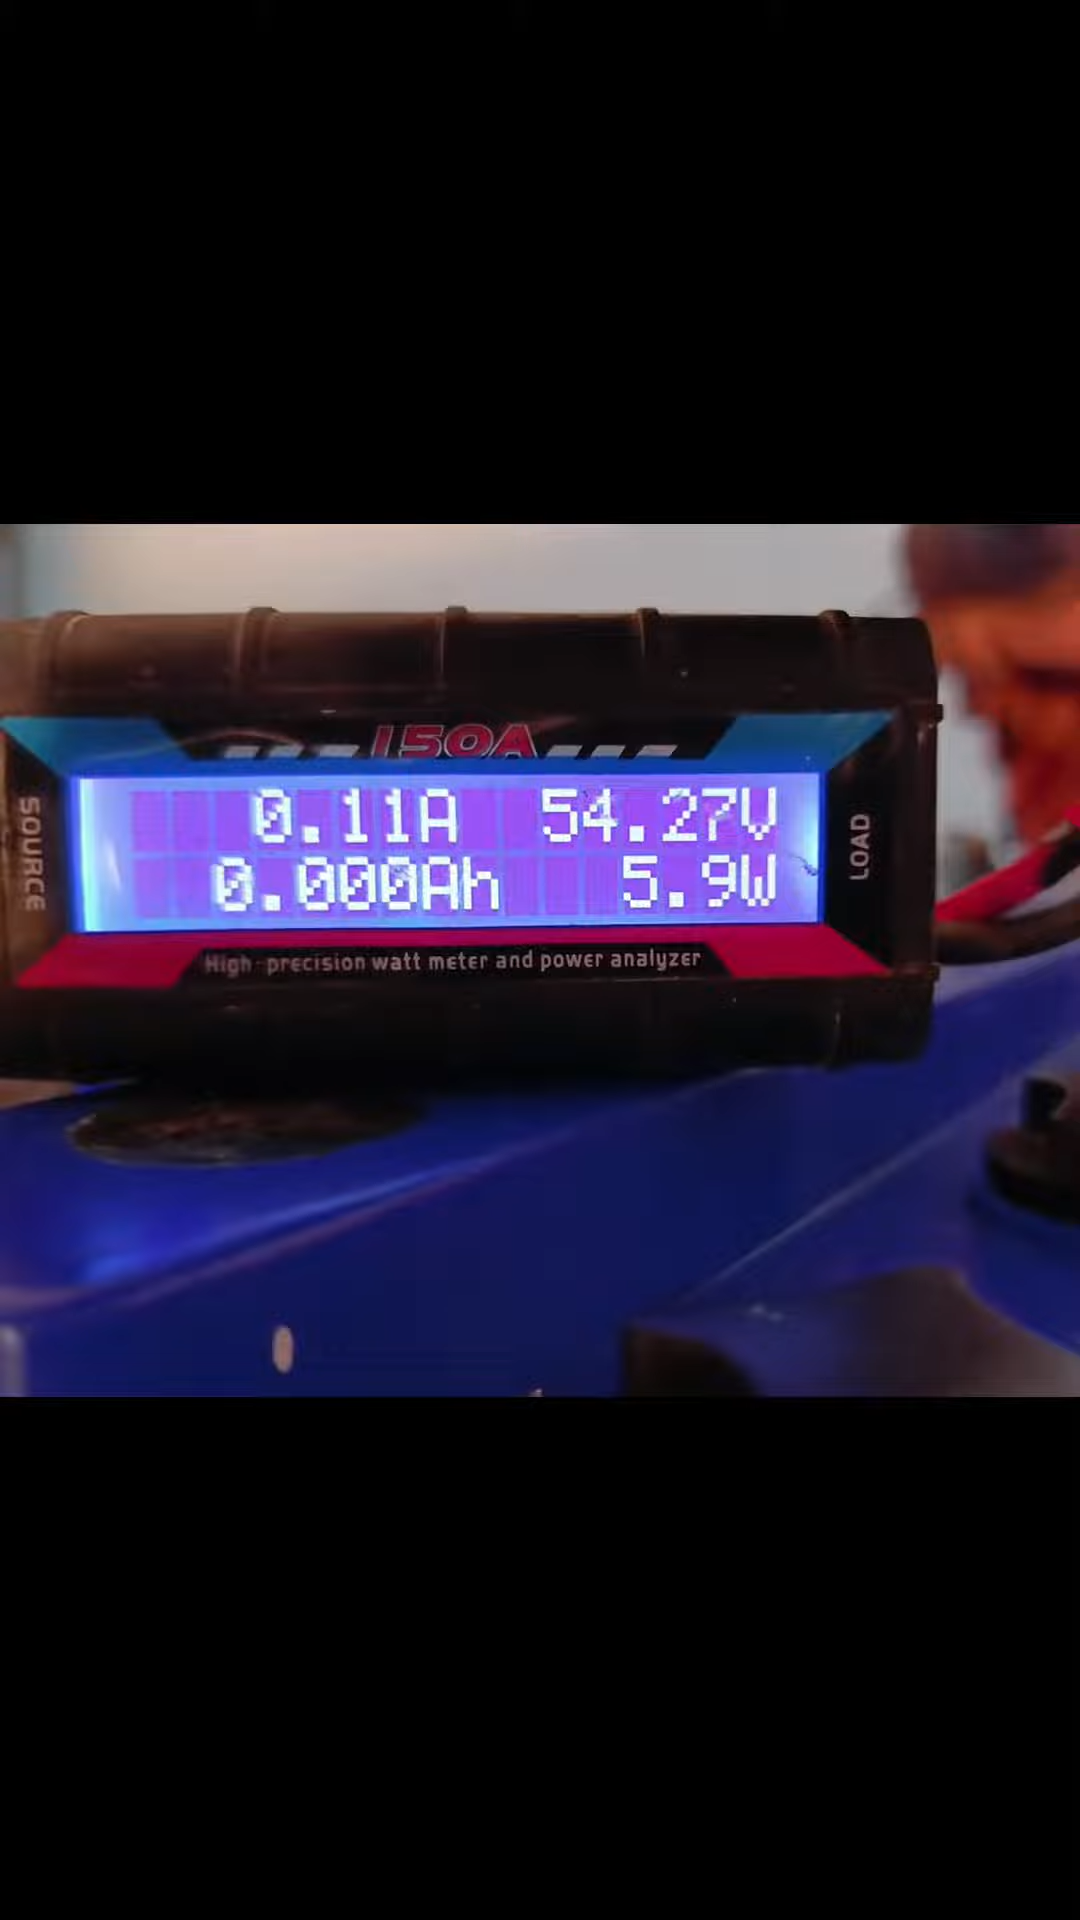 150A
SOURCE
0.11A 54.27V
0.000Ah 5.9W
LOAD
High-precision watt meter and power analyzer